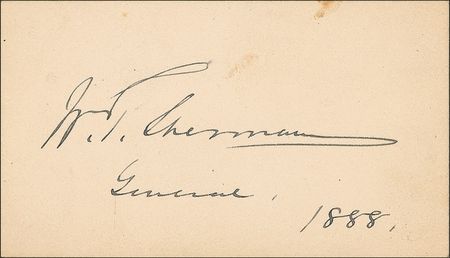 W. T. Sherman
General.
1888.